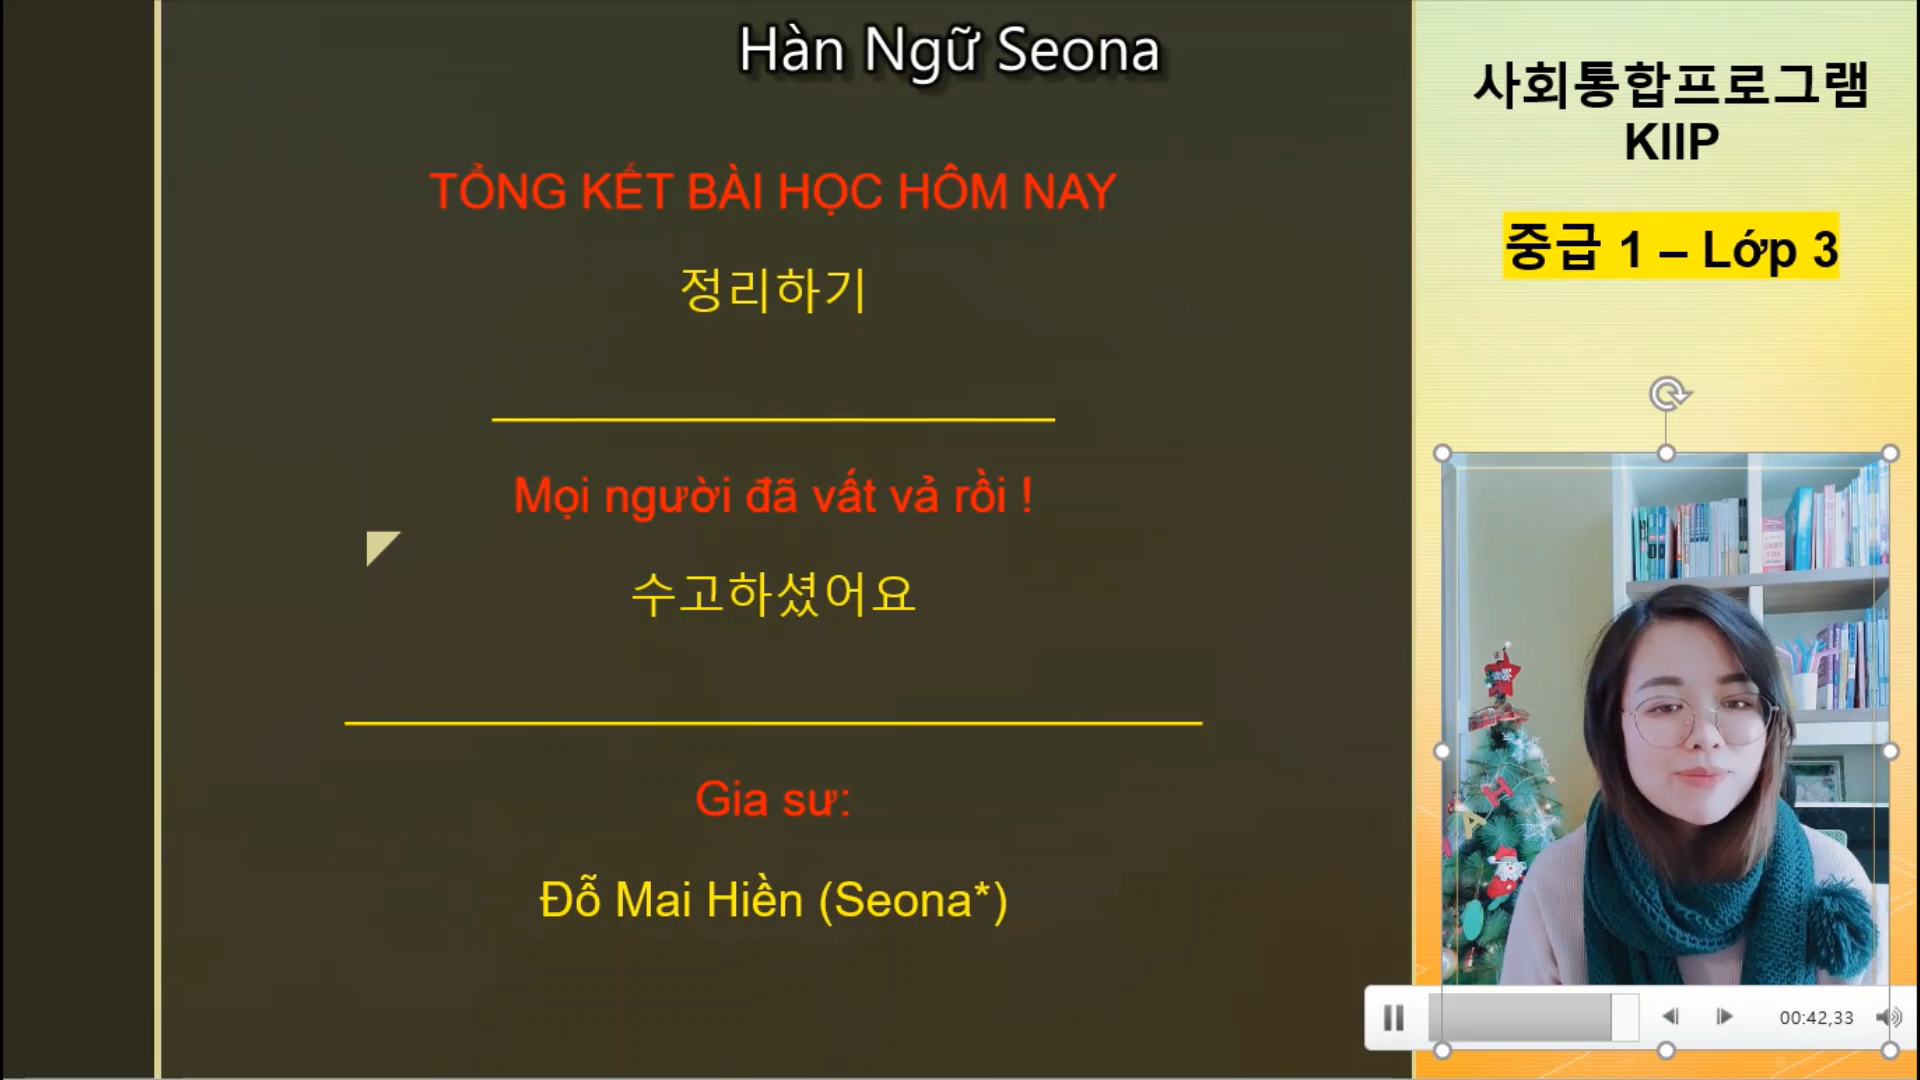 Hàn Ngữ Seona
TỔNG KẾT BÀI HỌC HÔM NAY
정리하기
Mọi người đã vất vả rồi !
수고하셨어요
Gia sư:
Đỗ Mai Hiền (Seona*)
사회통합프로그램
KIIP
중급 1 – Lớp 3
H
A
00:42,33